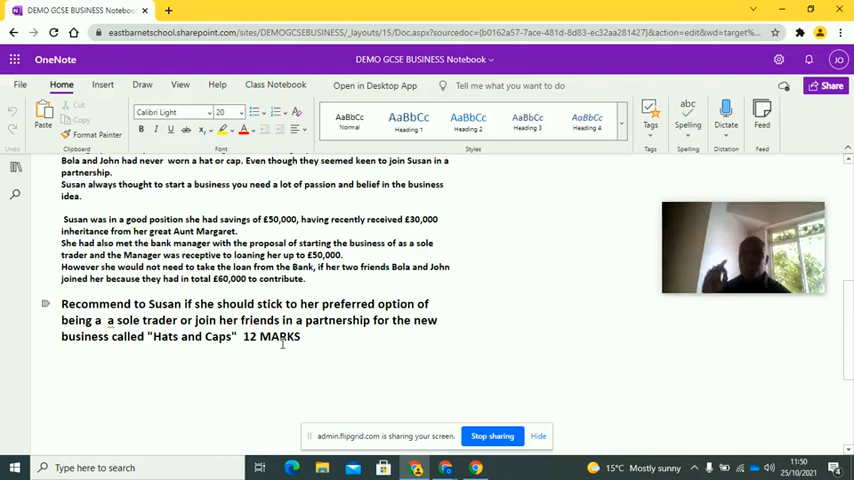 DEMO GCSE BUSINESS Notebook
eastbarnetschool.sharepoint.com/sites/DEMOGCSEBUSINESS/_layouts/15/Doc.aspx?sourcedoc={b0162a57-7ace-481d-8d83-ec32aa281427}&action=edit&wd=target%
OneNote
DEMO GCSE BUSINESS Notebook
JO
File Home Insert Draw View Help Class Notebook Open in Desktop App Tell me what you want to do Share
Paste
Cut
Copy
Format Painter
Calibri Light 20
B I U ab
AaBbCc Normal
AaBbCc Heading 1
AaBbCc Heading 2
AaBbCc Heading 3
AaBbCc Heading 4
Tags
abc
Spelling
Dictate
Feed
Clipboard
Basic Text
Styles
Tags
Spelling
Dictation
Feed
Bola and John had never worn a hat or cap. Even though they seemed keen to join Susan in a
partnership.
Susan always thought to start a business you need a lot of passion and belief in the business
idea.
Susan was in a good position she had savings of £50,000, having recently received £30,000
inheritance from her great Aunt Margaret.
She had also met the bank manager with the proposal of starting the business of as a sole
trader and the Manager was receptive to loaning her up to £50,000.
However she would not need to take the loan from the Bank, if her two friends Bola and John
joined her because they had in total £60,000 to contribute.
Recommend to Susan if she should stick to her preferred option of
being a a sole trader or join her friends in a partnership for the new
business called "Hats and Caps" 12 MARKS
admin.flipgrid.com is sharing your screen. Stop sharing Hide
Type here to search
15°C Mostly sunny
11:50
25/10/2021